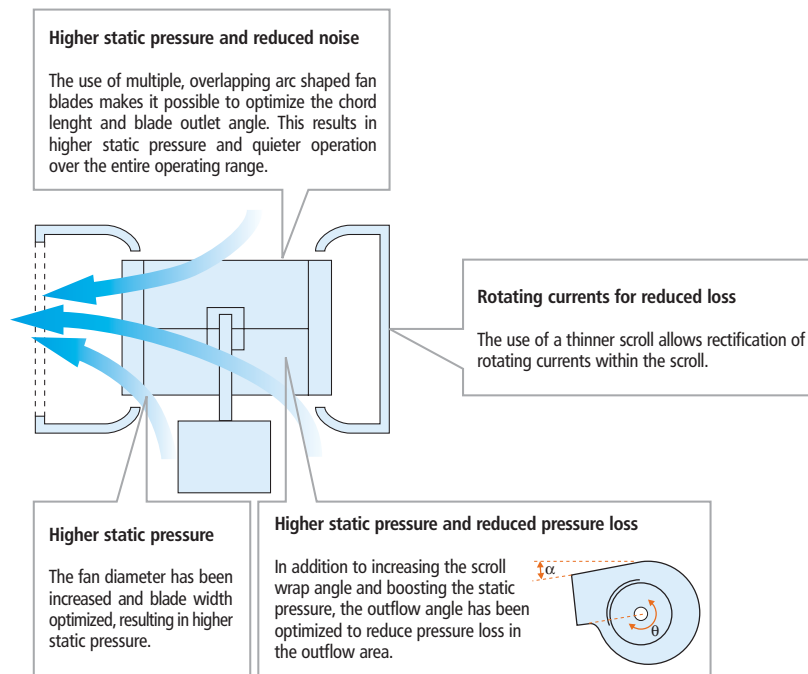 Higher static pressure and reduced noise
The use of multiple, overlapping arc shaped fan
blades makes it possible to optimize the chord
lenght and blade outlet angle. This results in
higher static pressure and quieter operation
over the entire operating range.
Rotating currents for reduced loss
The use of a thinner scroll allows rectification of
rotating currents within the scroll.
Higher static pressure
The fan diameter has been
increased and blade width
optimized, resulting in higher
static pressure.
Higher static pressure and reduced pressure loss
In addition to increasing the scroll
wrap angle and boosting the static
pressure, the outflow angle has been
optimized to reduce pressure loss in
the outflow area.
α
θ